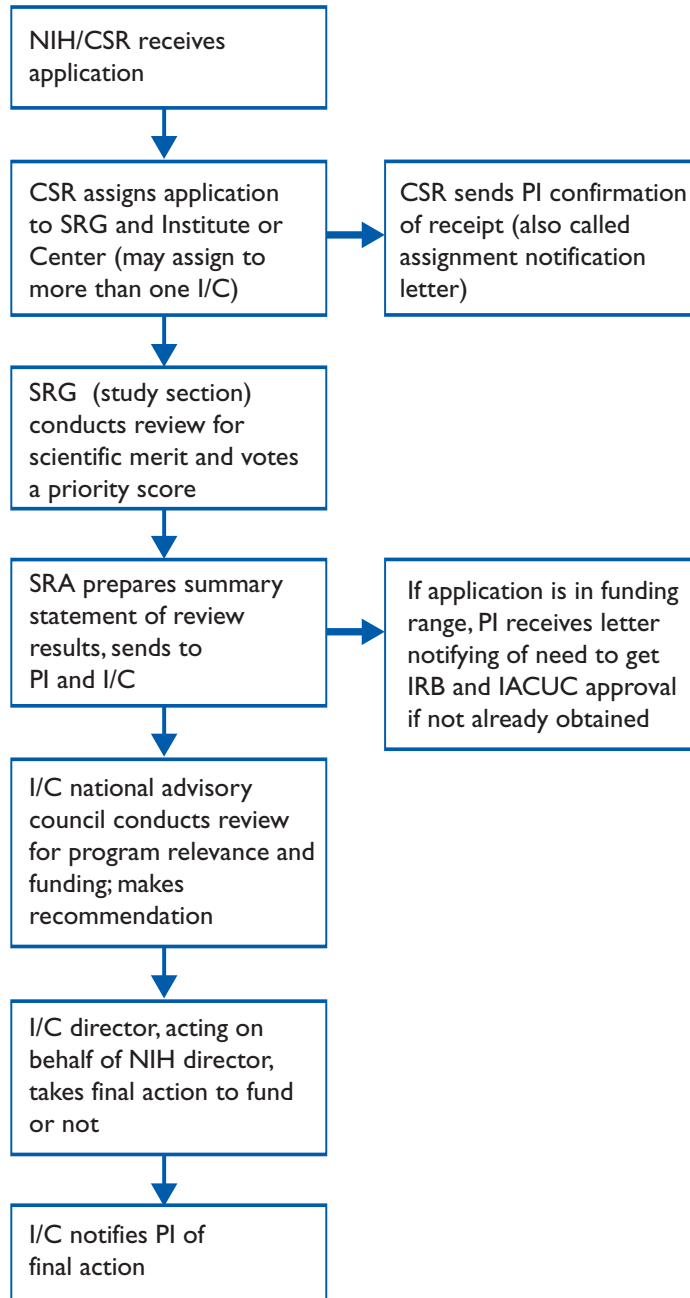 NIH/CSR receives
application
CSR assigns application
to SRG and Institute or
Center (may assign to
more than one I/C)
CSR sends PI confirmation
of receipt (also called
assignment notification
letter)
SRG (study section)
conducts review for
scientific merit and votes
a priority score
SRA prepares summary
statement of review
results, sends to
PI and I/C
If application is in funding
range, PI receives letter
notifying of need to get
IRB and IACUC approval
if not already obtained
I/C national advisory
council conducts review
for program relevance and
funding; makes
recommendation
I/C director, acting on
behalf of NIH director,
takes final action to fund
or not
I/C notifies PI of
final action